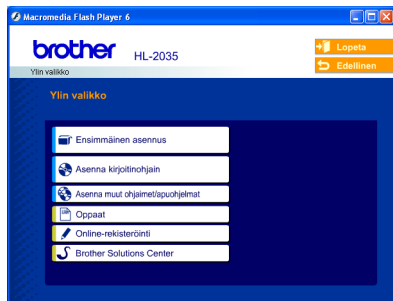 Macromedia Flash Player 6
brother HL-2035
Lopeta
Edellinen
Ylin valikko
Ylin valikko
Ensimmäinen asennus
Asenna kirjoitinohjain
Asenna muut ohjaimet/apuohjelmat
Oppaat
Online-rekisteröinti
Brother Solutions Center